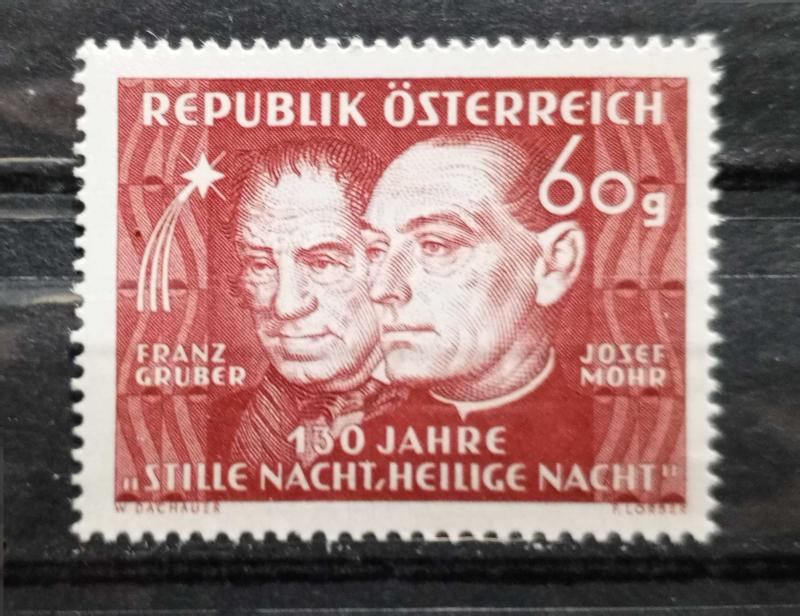 REPUBLIK ÖSTERREICH
60g
FRANZ
GRUBER
JOSEF
MOHR
130 JAHRE
„STILLE NACHT, HEILIGE NACHT"
W. DACHAUER
F. LORBER